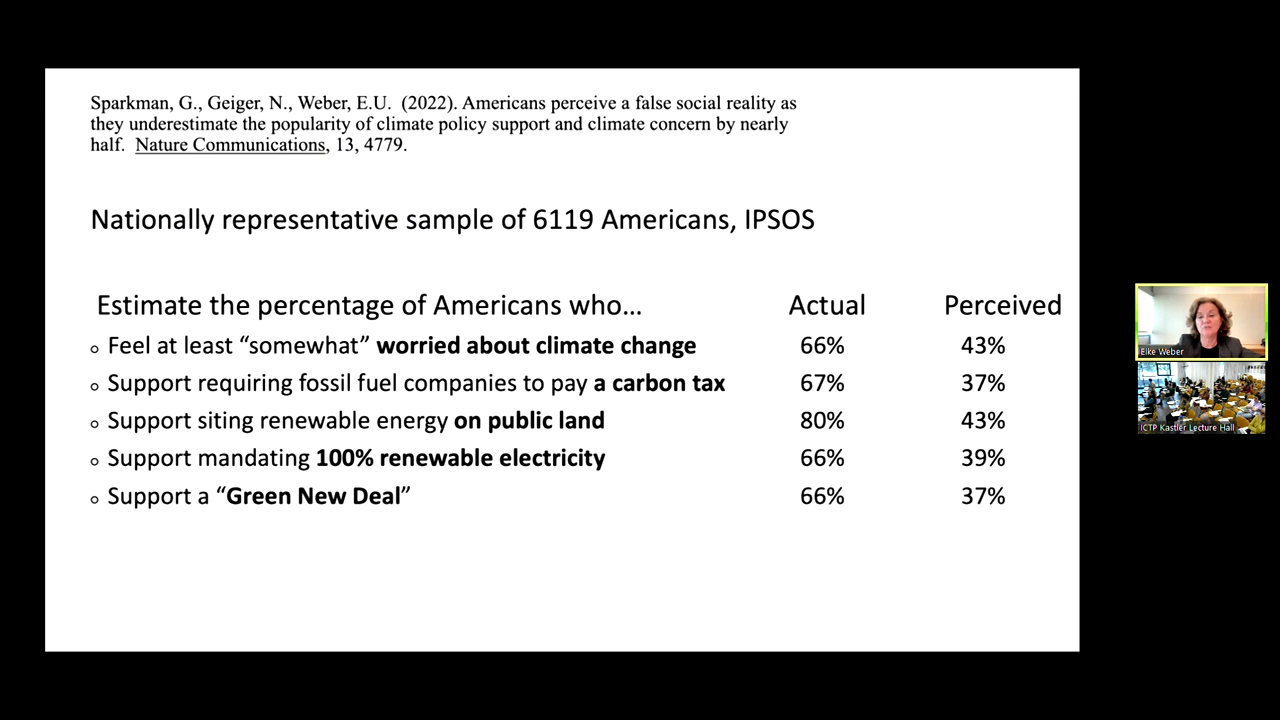 Sparkman, G., Geiger, N., Weber, E.U. (2022). Americans perceive a false social reality as
they underestimate the popularity of climate policy support and climate concern by nearly
half. Nature Communications, 13, 4779.
Nationally representative sample of 6119 Americans, IPSOS
Estimate the percentage of Americans who... Actual Perceived
o Feel at least “somewhat” worried about climate change 66% 43%
o Support requiring fossil fuel companies to pay a carbon tax 67% 37%
o Support siting renewable energy on public land 80% 43%
o Support mandating 100% renewable electricity 66% 39%
o Support a “Green New Deal” 66% 37%
Elke Weber
ICTP Kastler Lecture Hall